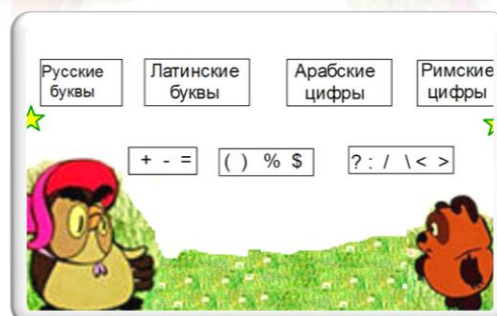 Русские
буквы
Латинские
буквы
Арабские
цифры
Римские
цифры
+ - =
( ) % $
? : / \ < >